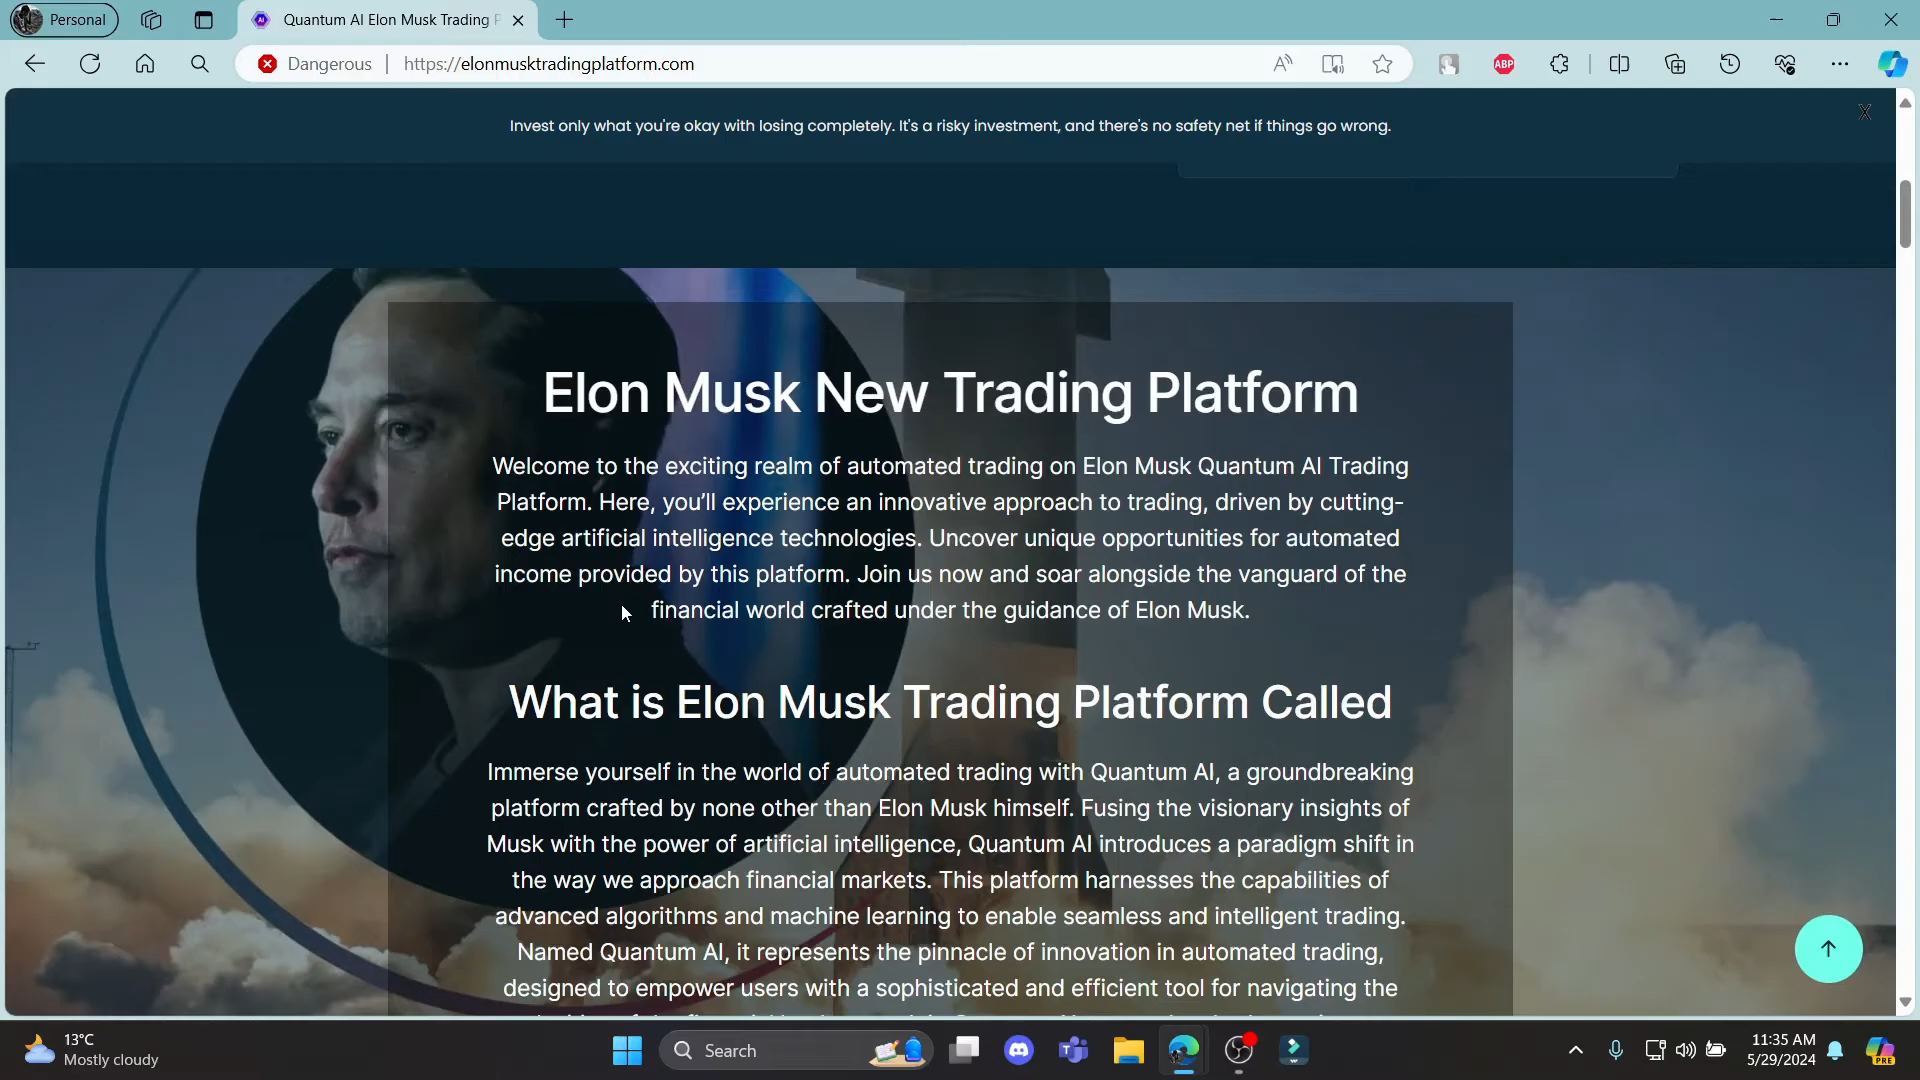 Personal
Quantum AI Elon Musk Trading P
Dangerous
https://elonmusktradingplatform.com
ABP
Invest only what you're okay with losing completely. It's a risky investment, and there's no safety net if things go wrong.
X
Elon Musk New Trading Platform
Welcome to the exciting realm of automated trading on Elon Musk Quantum AI Trading
Platform. Here, you'll experience an innovative approach to trading, driven by cutting-
edge artificial intelligence technologies. Uncover unique opportunities for automated
income provided by this platform. Join us now and soar alongside the vanguard of the
financial world crafted under the guidance of Elon Musk.
What is Elon Musk Trading Platform Called
Immerse yourself in the world of automated trading with Quantum AI, a groundbreaking
platform crafted by none other than Elon Musk himself. Fusing the visionary insights of
Musk with the power of artificial intelligence, Quantum AI introduces a paradigm shift in
the way we approach financial markets. This platform harnesses the capabilities of
advanced algorithms and machine learning to enable seamless and intelligent trading.
Named Quantum AI, it represents the pinnacle of innovation in automated trading,
designed to empower users with a sophisticated and efficient tool for navigating the
13°C
Mostly cloudy
Search
11:35 AM
5/29/2024
PRE